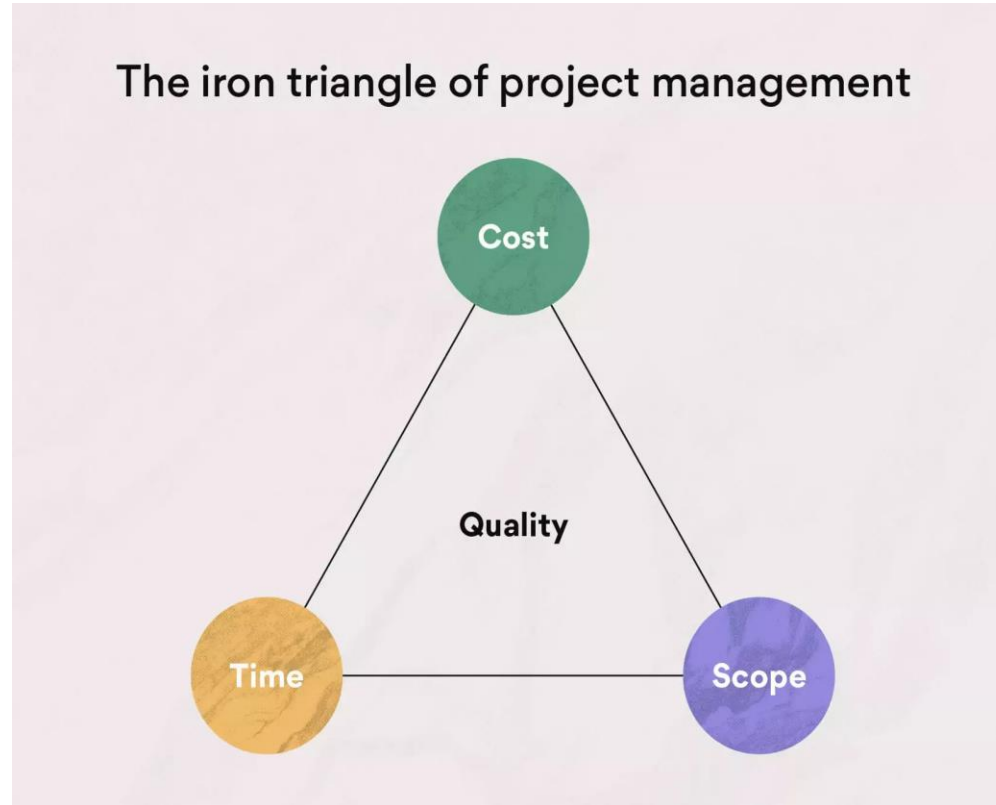 The iron triangle of project management
Cost
Quality
Time
Scope